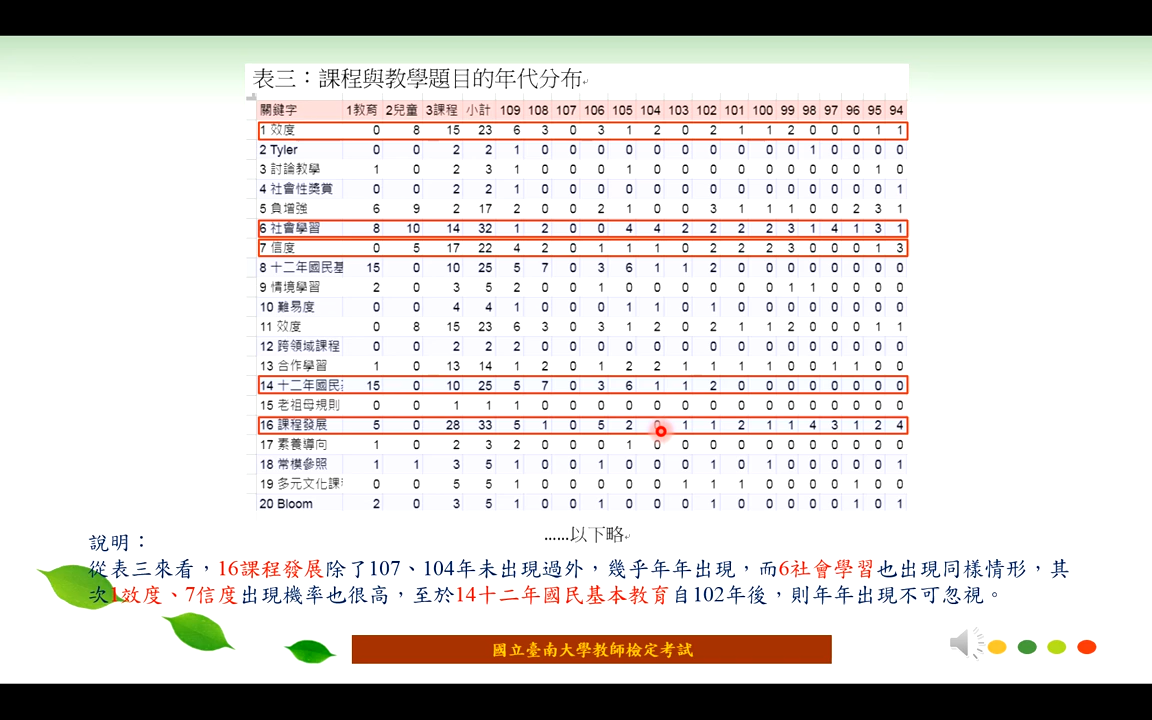 表三：課程與教學題目的年代分布
關鍵字 1教育 2兒童 3課程 小計 109 108 107 106 105 104 103 102 101 100 99 98 97 96 95 94
1 效度 0 8 15 23 6 3 0 3 1 2 0 2 1 1 2 0 0 0 1 1
2 Tyler 0 0 2 2 1 0 0 0 0 0 0 0 0 0 0 1 0 0 0 0
3 討論教學 1 0 2 3 1 0 0 0 1 0 0 0 0 0 0 0 0 0 1 0
4 社會性獎賞 0 0 2 2 1 0 0 0 0 0 0 0 0 0 0 0 0 0 0 1
5 負增強 6 9 2 17 2 0 0 2 1 0 0 3 1 1 1 0 0 2 3 1
6 社會學習 8 10 14 32 1 2 0 0 4 4 2 2 2 2 3 1 4 1 3 1
7 信度 0 5 17 22 4 2 0 1 1 1 0 2 2 2 3 0 0 0 1 3
8 十二年國民基 15 0 10 25 5 7 0 3 6 1 1 2 0 0 0 0 0 0 0 0
9 情境學習 2 0 3 5 2 0 0 1 0 0 0 0 0 0 1 1 0 0 0 0
10 難易度 0 0 4 4 1 0 0 0 1 1 0 1 0 0 0 0 0 0 0 0
11 效度 0 8 15 23 6 3 0 3 1 2 0 2 1 1 2 0 0 0 1 1
12 跨領域課程 0 0 2 2 2 0 0 0 0 0 0 0 0 0 0 0 0 0 0 0
13 合作學習 1 0 13 14 1 2 0 1 2 2 1 1 1 1 0 0 1 1 0 0
14 十二年國民 15 0 10 25 5 7 0 3 6 1 1 2 0 0 0 0 0 0 0 0
15 老祖母規則 0 0 1 1 1 0 0 0 0 0 0 0 0 0 0 0 0 0 0 0
16 課程發展 5 0 28 33 5 1 0 5 2 1 1 2 1 1 4 3 1 2 4
17 素養導向 1 0 2 3 2 0 0 0 1 0 0 0 0 0 0 0 0 0 0 0
18 常模參照 1 1 3 5 1 0 0 1 0 0 0 1 0 1 0 0 0 0 0 1
19 多元文化課 0 0 5 5 1 0 0 0 0 0 1 1 1 0 0 0 0 1 0 0
20 Bloom 2 0 3 5 1 0 0 1 0 0 0 1 0 0 0 0 0 1 0 1
......以下略
說明：
從表三來看，16課程發展除了107、104年未出現過外，幾乎年年出現，而6社會學習也出現同樣情形，其
次1效度、7信度出現機率也很高，至於14十二年國民基本教育自102年後，則年年出現不可忽視。
國立臺南大學教師檢定考試